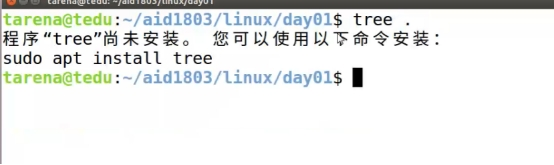 tarena@tedu:~/aid1803/linux/day01$ tree .
程序“tree”尚未安装。 您可以使用以下命令安装：
sudo apt install tree
tarena@tedu:~/aid1803/linux/day01$